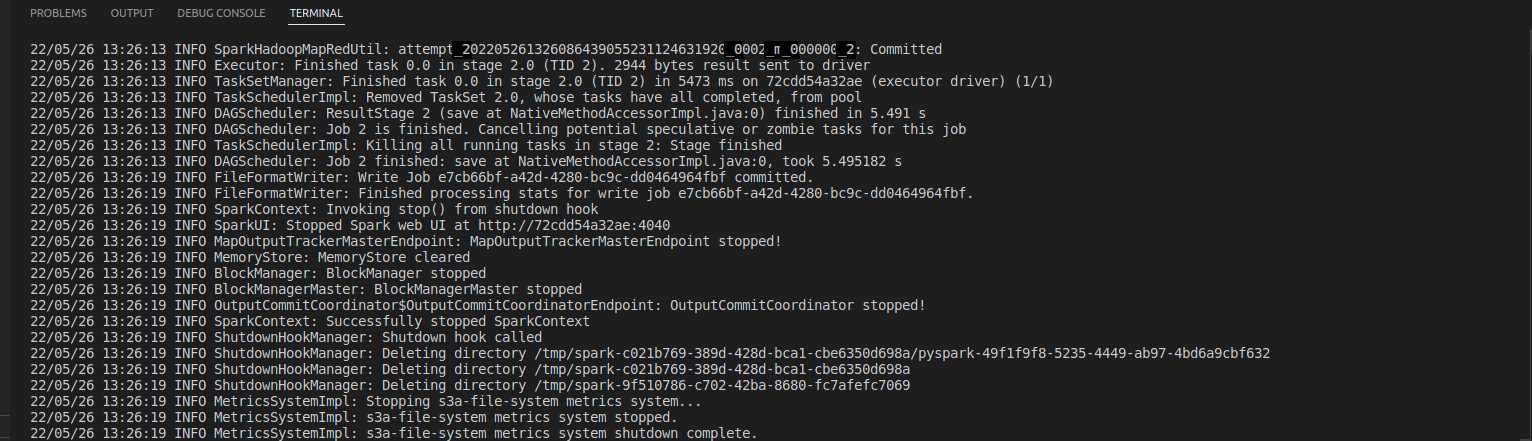 PROBLEMS OUTPUT DEBUG CONSOLE TERMINAL
22/05/26 13:26:13 INFO SparkHadoopMapRedUtil: attempt_202205261326086439055231124631920_0002_m_000000_2: Committed
22/05/26 13:26:13 INFO Executor: Finished task 0.0 in stage 2.0 (TID 2). 2944 bytes result sent to driver
22/05/26 13:26:13 INFO TaskSetManager: Finished task 0.0 in stage 2.0 (TID 2) in 5473 ms on 72cdd54a32ae (executor driver) (1/1)
22/05/26 13:26:13 INFO TaskSchedulerImpl: Removed TaskSet 2.0, whose tasks have all completed, from pool
22/05/26 13:26:13 INFO DAGScheduler: ResultStage 2 (save at NativeMethodAccessorImpl.java:0) finished in 5.491 s
22/05/26 13:26:13 INFO DAGScheduler: Job 2 is finished. Cancelling potential speculative or zombie tasks for this job
22/05/26 13:26:13 INFO TaskSchedulerImpl: Killing all running tasks in stage 2: Stage finished
22/05/26 13:26:13 INFO DAGScheduler: Job 2 finished: save at NativeMethodAccessorImpl.java:0, took 5.495182 s
22/05/26 13:26:19 INFO FileFormatWriter: Write Job e7cb66bf-a42d-4280-bc9c-dd0464964fbf committed.
22/05/26 13:26:19 INFO FileFormatWriter: Finished processing stats for write job e7cb66bf-a42d-4280-bc9c-dd0464964fbf.
22/05/26 13:26:19 INFO SparkContext: Invoking stop() from shutdown hook
22/05/26 13:26:19 INFO SparkUI: Stopped Spark web UI at http://72cdd54a32ae:4040
22/05/26 13:26:19 INFO MapOutputTrackerMasterEndpoint: MapOutputTrackerMasterEndpoint stopped!
22/05/26 13:26:19 INFO MemoryStore: MemoryStore cleared
22/05/26 13:26:19 INFO BlockManager: BlockManager stopped
22/05/26 13:26:19 INFO BlockManagerMaster: BlockManagerMaster stopped
22/05/26 13:26:19 INFO OutputCommitCoordinator$OutputCommitCoordinatorEndpoint: OutputCommitCoordinator stopped!
22/05/26 13:26:19 INFO SparkContext: Successfully stopped SparkContext
22/05/26 13:26:19 INFO ShutdownHookManager: Shutdown hook called
22/05/26 13:26:19 INFO ShutdownHookManager: Deleting directory /tmp/spark-c021b769-389d-428d-bca1-cbe6350d698a/pyspark-49f1f9f8-5235-4449-ab97-4bd6a9cbf632
22/05/26 13:26:19 INFO ShutdownHookManager: Deleting directory /tmp/spark-c021b769-389d-428d-bca1-cbe6350d698a
22/05/26 13:26:19 INFO ShutdownHookManager: Deleting directory /tmp/spark-9f510786-c702-42ba-8680-fc7afefc7069
22/05/26 13:26:19 INFO MetricsSystemImpl: Stopping s3a-file-system metrics system...
22/05/26 13:26:19 INFO MetricsSystemImpl: s3a-file-system metrics system stopped.
22/05/26 13:26:19 INFO MetricsSystemImpl: s3a-file-system metrics system shutdown complete.